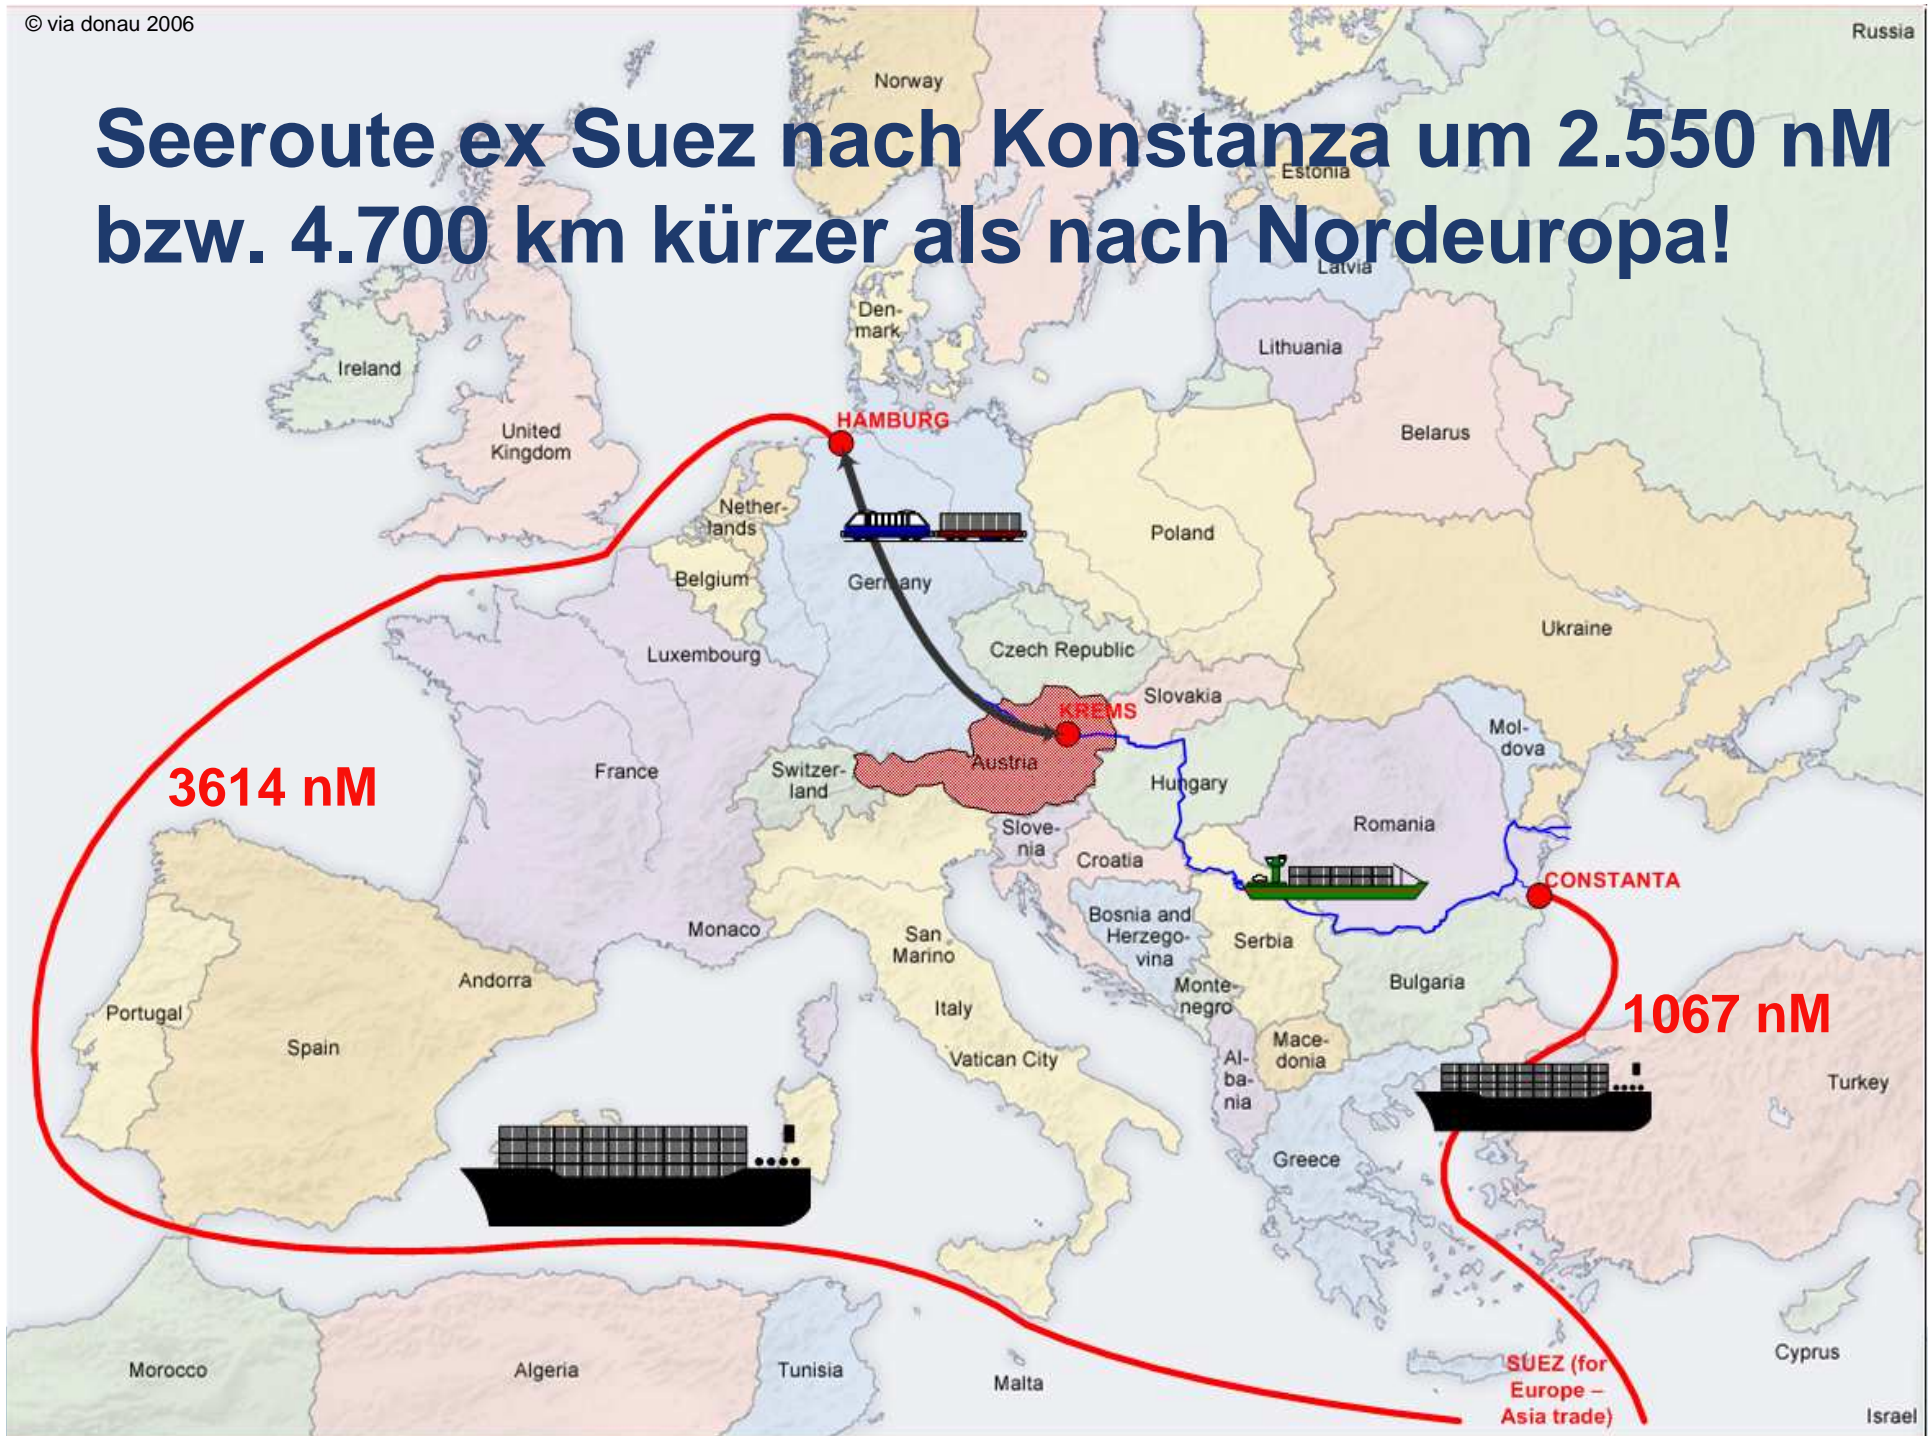 © via donau 2006
Russia
Norway
Seeroute ex Suez nach Konstanza um 2.550 nM
Estonia
bzw. 4.700 km kürzer als nach Nordeuropa!
Latvia
Den-
mark
Lithuania
Ireland
HAMBURG
United
Kingdom
Belarus
Nether-
lands
Poland
Belgium
Germany
Ukraine
Czech Republic
Luxembourg
Slovakia
KREMS
Mol-
dova
Austria
France
Switzer-
land
3614 nM
Hungary
Romania
Slove-
nia
Croatia
CONSTANTA
Bosnia and
Herzego-
vina
Monaco
San
Marino
Serbia
Andorra
Bulgaria
Monte-
negro
Portugal
Italy
1067 nM
Spain
Vatican City
Mace-
donia
Al-
ba-
nia
Turkey
Greece
Cyprus
Morocco
Algeria
Tunisia
Malta
SUEZ (for
Europe –
Asia trade)
Israel